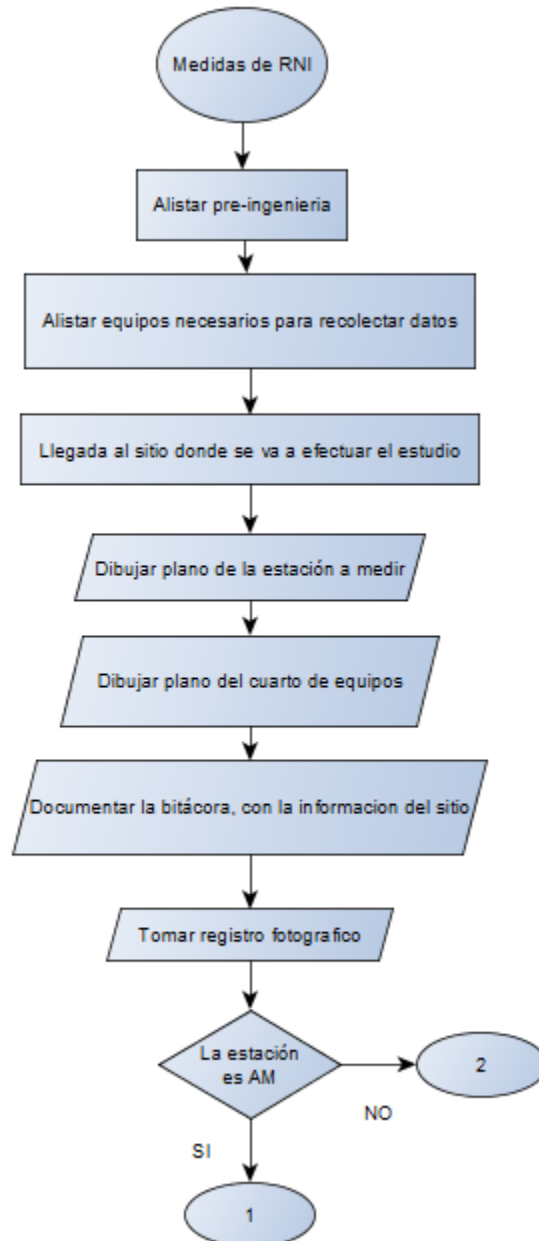 Medidas de RNI
Alistar pre-ingenieria
Alistar equipos necesarios para recolectar datos
Llegada al sitio donde se va a efectuar el estudio
Dibujar plano de la estación a medir
Dibujar plano del cuarto de equipos
Documentar la bitácora, con la informacion del sitio
Tomar registro fotografico
La estación
es AM
2
NO
SI
1